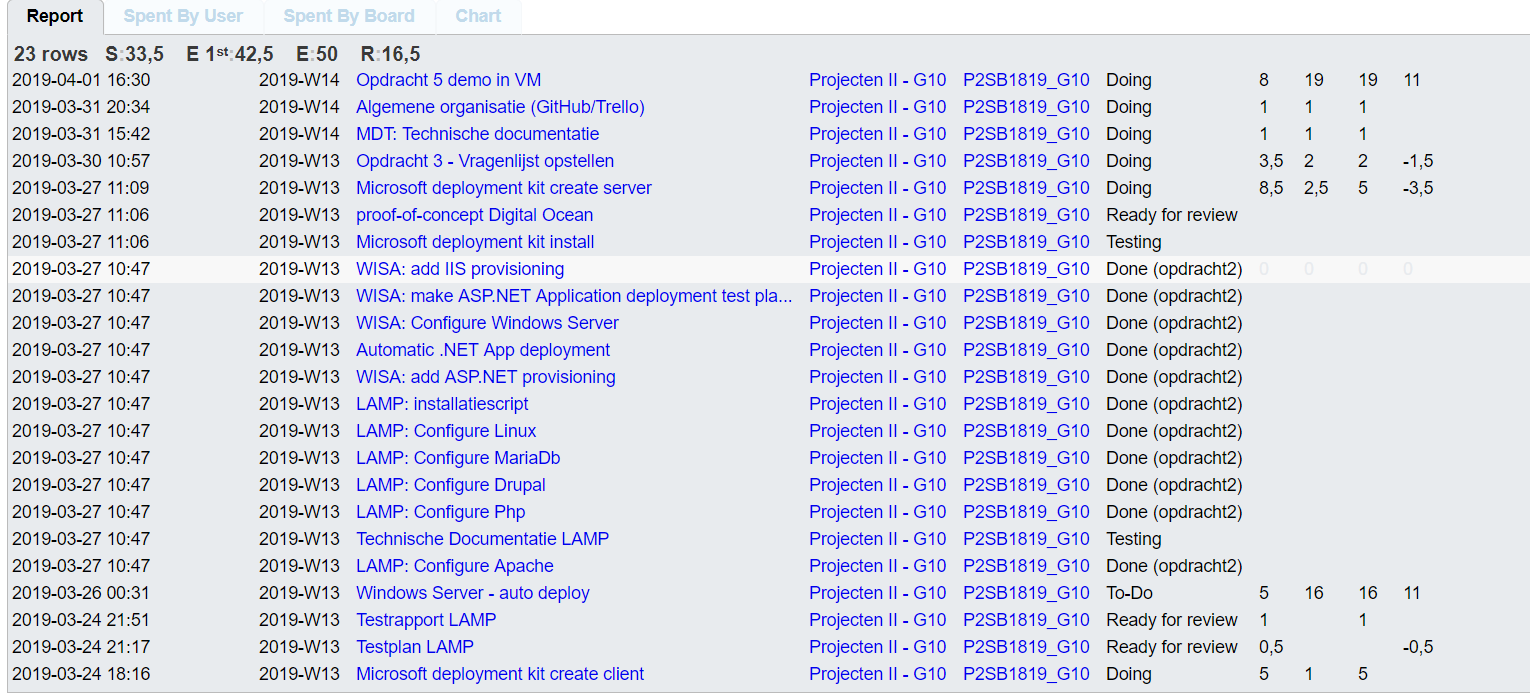 Report Spent By User Spent By Board Chart
23 rows S:33,5 E 1st:42,5 E:50 R:16,5
2019-04-01 16:30 2019-W14 Opdracht 5 demo in VM Projecten II - G10 P2SB1819_G10 Doing 8 19 19 11
2019-03-31 20:34 2019-W14 Algemene organisatie (GitHub/Trello) Projecten II - G10 P2SB1819_G10 Doing 1 1 1
2019-03-31 15:42 2019-W14 MDT: Technische documentatie Projecten II - G10 P2SB1819_G10 Doing 1 1 1
2019-03-30 10:57 2019-W13 Opdracht 3 - Vragenlijst opstellen Projecten II - G10 P2SB1819_G10 Doing 3,5 2 2 -1,5
2019-03-27 11:09 2019-W13 Microsoft deployment kit create server Projecten II - G10 P2SB1819_G10 Doing 8,5 2,5 5 -3,5
2019-03-27 11:06 2019-W13 proof-of-concept Digital Ocean Projecten II - G10 P2SB1819_G10 Ready for review
2019-03-27 11:06 2019-W13 Microsoft deployment kit install Projecten II - G10 P2SB1819_G10 Testing
2019-03-27 10:47 2019-W13 WISA: add IIS provisioning Projecten II - G10 P2SB1819_G10 Done (opdracht2) 0 0 0 0
2019-03-27 10:47 2019-W13 WISA: make ASP.NET Application deployment test pla... Projecten II - G10 P2SB1819_G10 Done (opdracht2)
2019-03-27 10:47 2019-W13 WISA: Configure Windows Server Projecten II - G10 P2SB1819_G10 Done (opdracht2)
2019-03-27 10:47 2019-W13 Automatic .NET App deployment Projecten II - G10 P2SB1819_G10 Done (opdracht2)
2019-03-27 10:47 2019-W13 WISA: add ASP.NET provisioning Projecten II - G10 P2SB1819_G10 Done (opdracht2)
2019-03-27 10:47 2019-W13 LAMP: installatiescript Projecten II - G10 P2SB1819_G10 Done (opdracht2)
2019-03-27 10:47 2019-W13 LAMP: Configure Linux Projecten II - G10 P2SB1819_G10 Done (opdracht2)
2019-03-27 10:47 2019-W13 LAMP: Configure MariaDb Projecten II - G10 P2SB1819_G10 Done (opdracht2)
2019-03-27 10:47 2019-W13 LAMP: Configure Drupal Projecten II - G10 P2SB1819_G10 Done (opdracht2)
2019-03-27 10:47 2019-W13 LAMP: Configure Php Projecten II - G10 P2SB1819_G10 Done (opdracht2)
2019-03-27 10:47 2019-W13 Technische Documentatie LAMP Projecten II - G10 P2SB1819_G10 Testing
2019-03-27 10:47 2019-W13 LAMP: Configure Apache Projecten II - G10 P2SB1819_G10 Done (opdracht2)
2019-03-26 00:31 2019-W13 Windows Server - auto deploy Projecten II - G10 P2SB1819_G10 To-Do 5 16 16 11
2019-03-24 21:51 2019-W13 Testrapport LAMP Projecten II - G10 P2SB1819_G10 Ready for review 1 1
2019-03-24 21:17 2019-W13 Testplan LAMP Projecten II - G10 P2SB1819_G10 Ready for review 0,5 -0,5
2019-03-24 18:16 2019-W13 Microsoft deployment kit create client Projecten II - G10 P2SB1819_G10 Doing 5 1 5